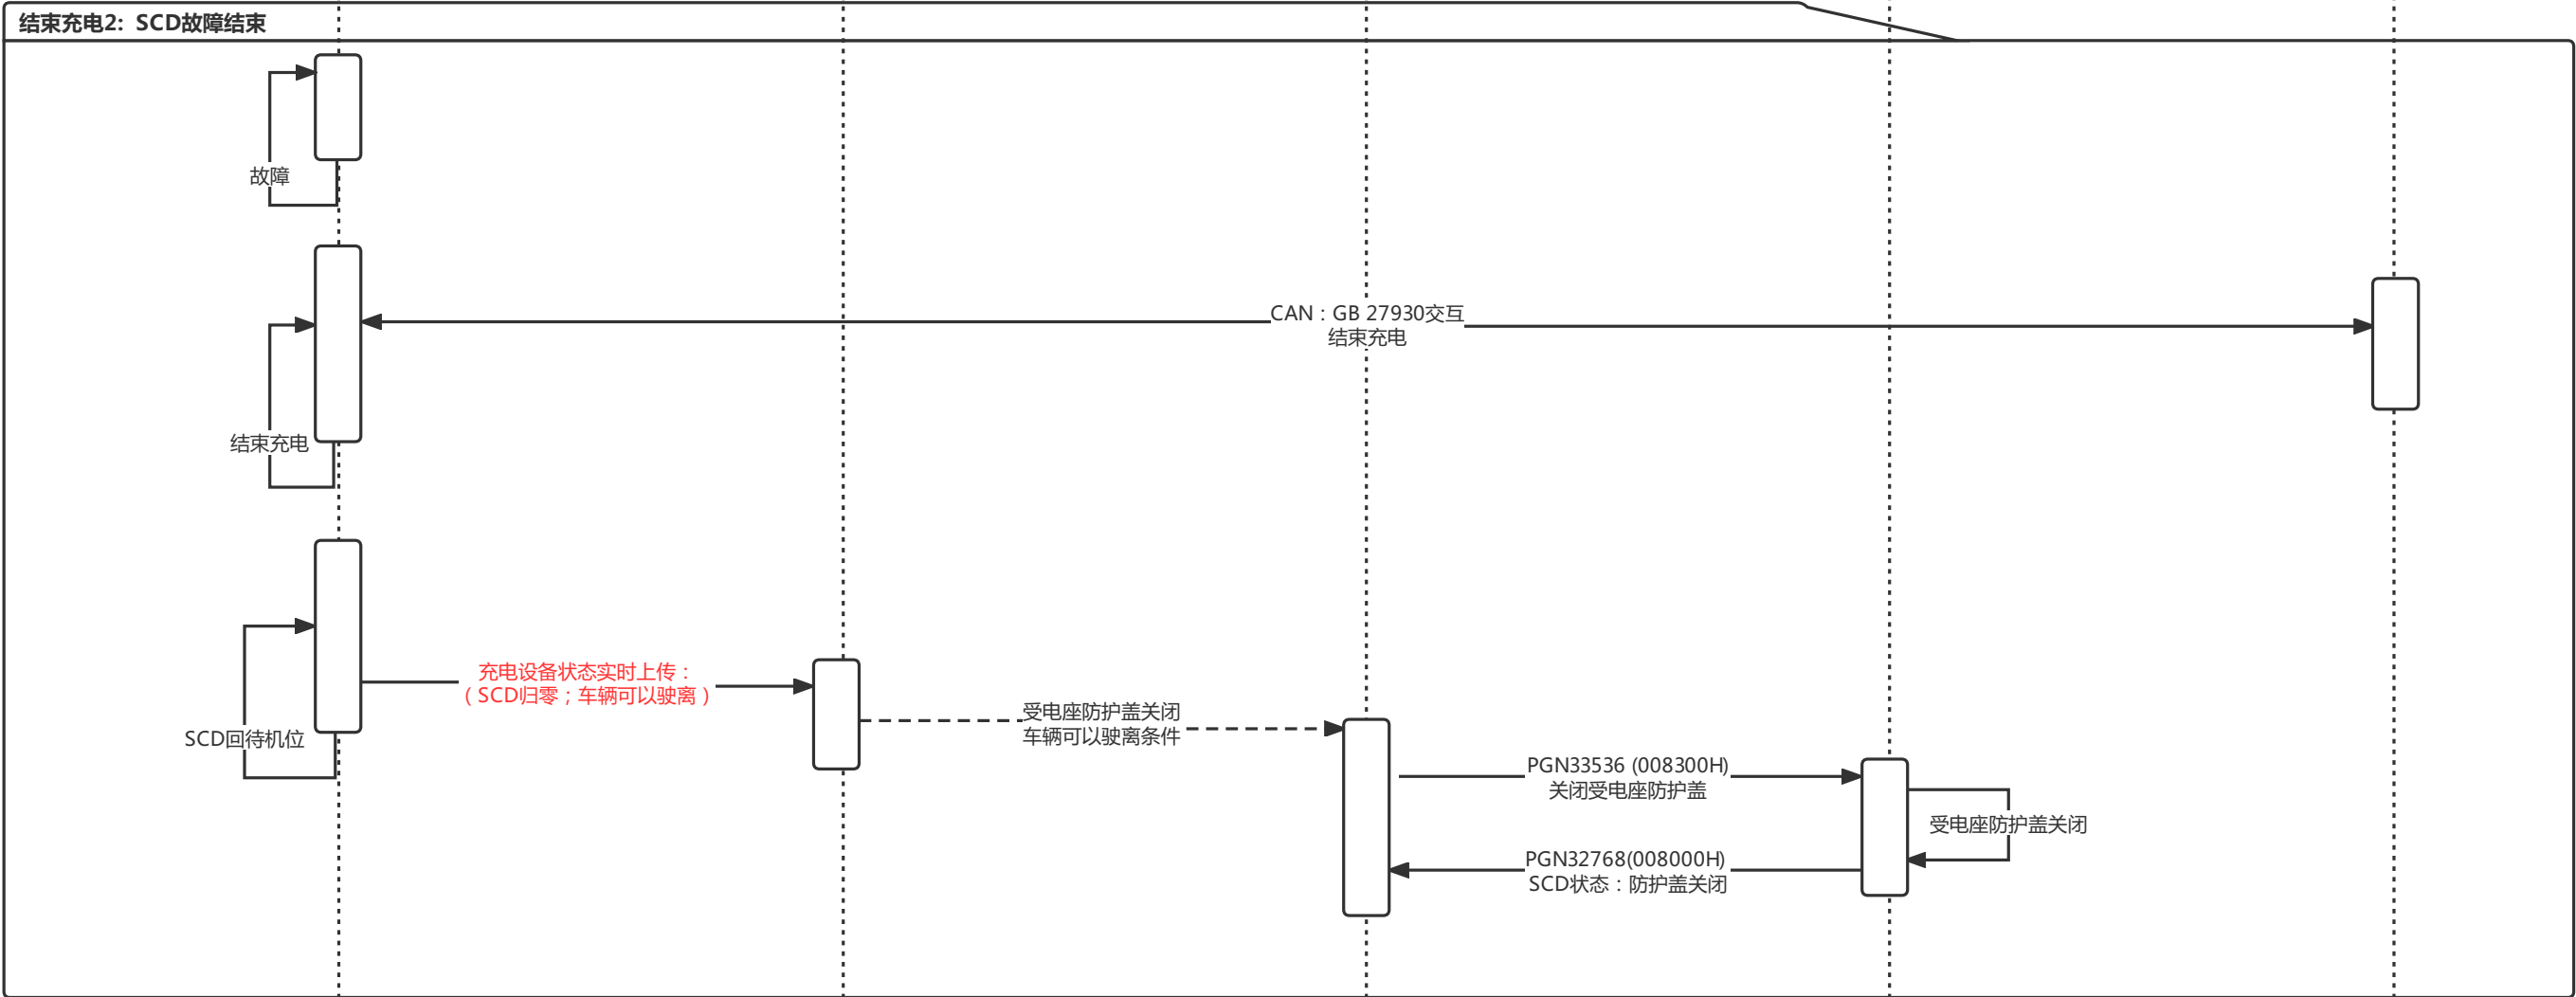 结束充电2: SCD故障结束
故障
CAN：GB 27930交互
结束充电
结束充电
充电设备状态实时上传：
（SCD归零；车辆可以驶离）
受电座防护盖关闭
车辆可以驶离条件
SCD回待机位
PGN33536 (008300H)
关闭受电座防护盖
受电座防护盖关闭
PGN32768(008000H)
SCD状态：防护盖关闭